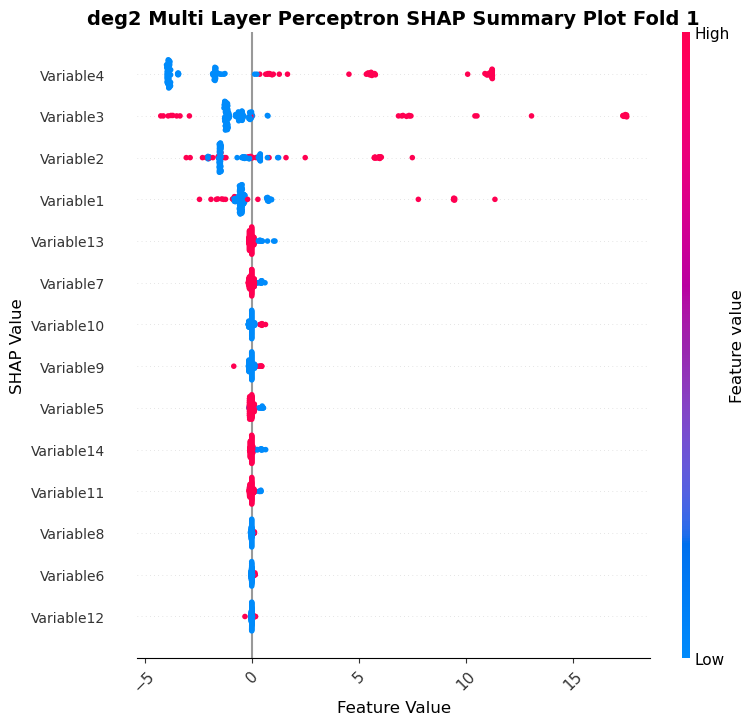 deg2 Multi Layer Perceptron SHAP Summary Plot Fold 1
High
Variable4
Variable3
Variable2
Variable1
Variable13
Variable7
Variable10
Variable9
Variable5
Variable14
Variable11
Variable8
Variable6
Variable12
SHAP Value
Feature value
Low
−5
0
5
10
15
Feature Value